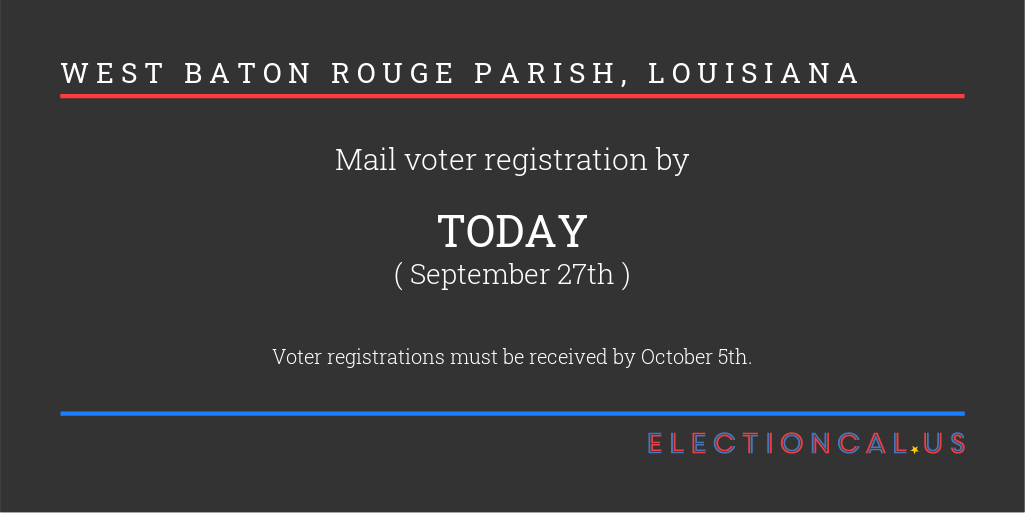 WEST BATON ROUGE PARISH, LOUISIANA
Mail voter registration by
TODAY
( September 27th )
Voter registrations must be received by October 5th.
ELECTIONCAL.US